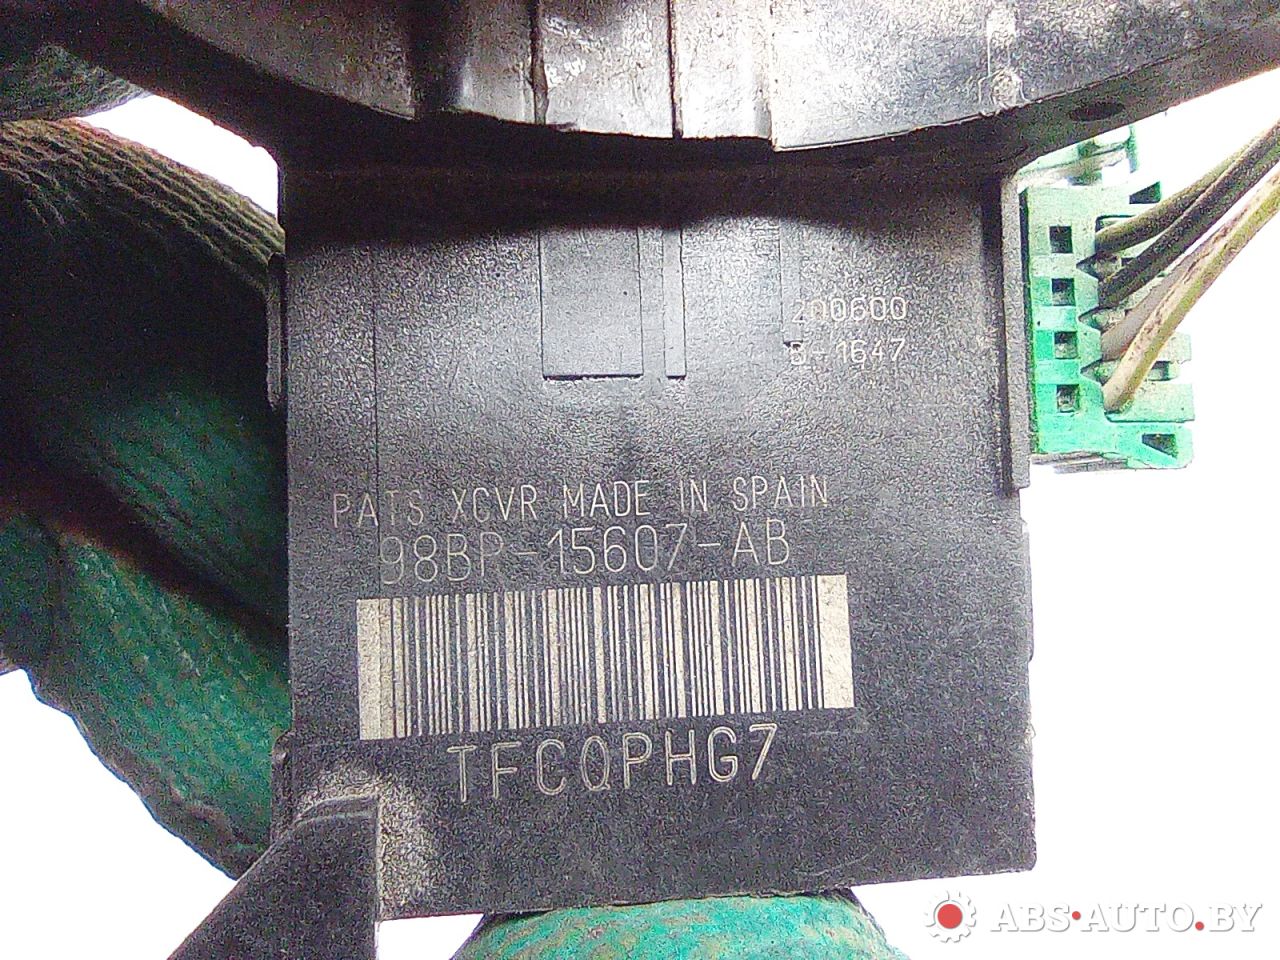 200600
B-1647
PATS XCVR MADE IN SPAIN
98BP-15607-AB
TFCQPHG7
ABS-AUTO.BY